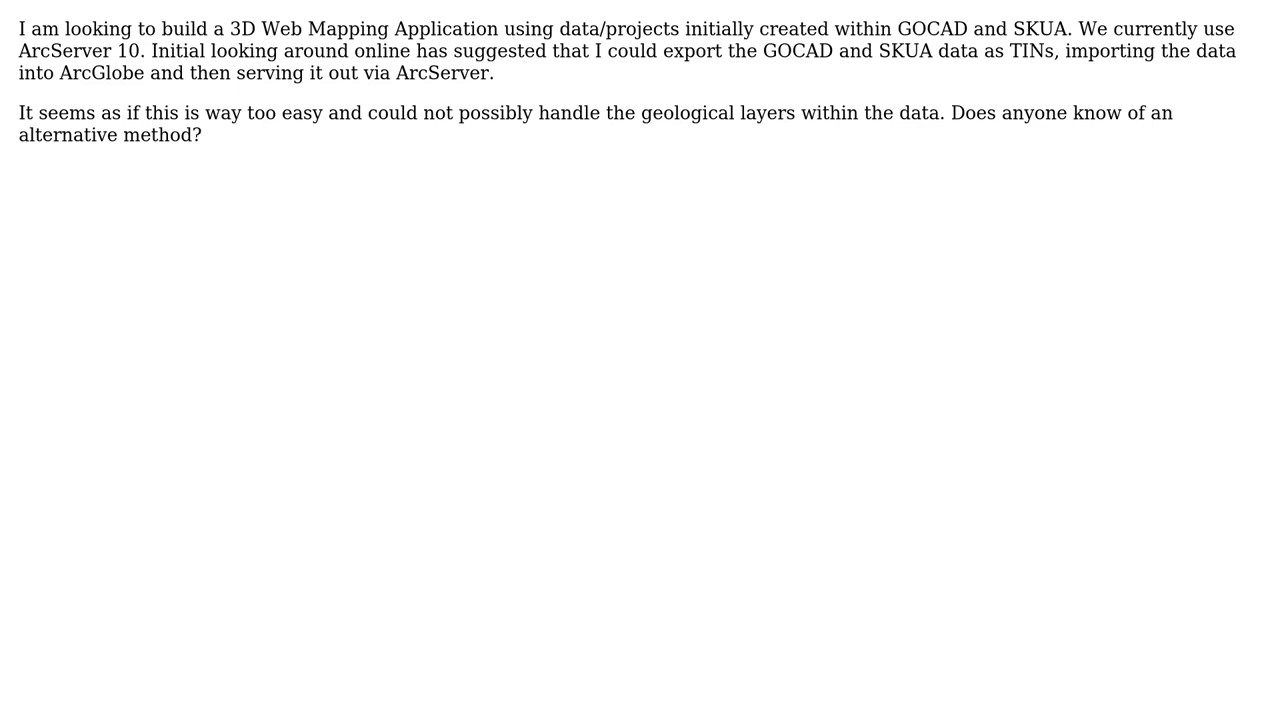 I am looking to build a 3D Web Mapping Application using data/projects initially created within GOCAD and SKUA. We currently use
ArcServer 10. Initial looking around online has suggested that I could export the GOCAD and SKUA data as TINs, importing the data
into ArcGlobe and then serving it out via ArcServer.
It seems as if this is way too easy and could not possibly handle the geological layers within the data. Does anyone know of an
alternative method?